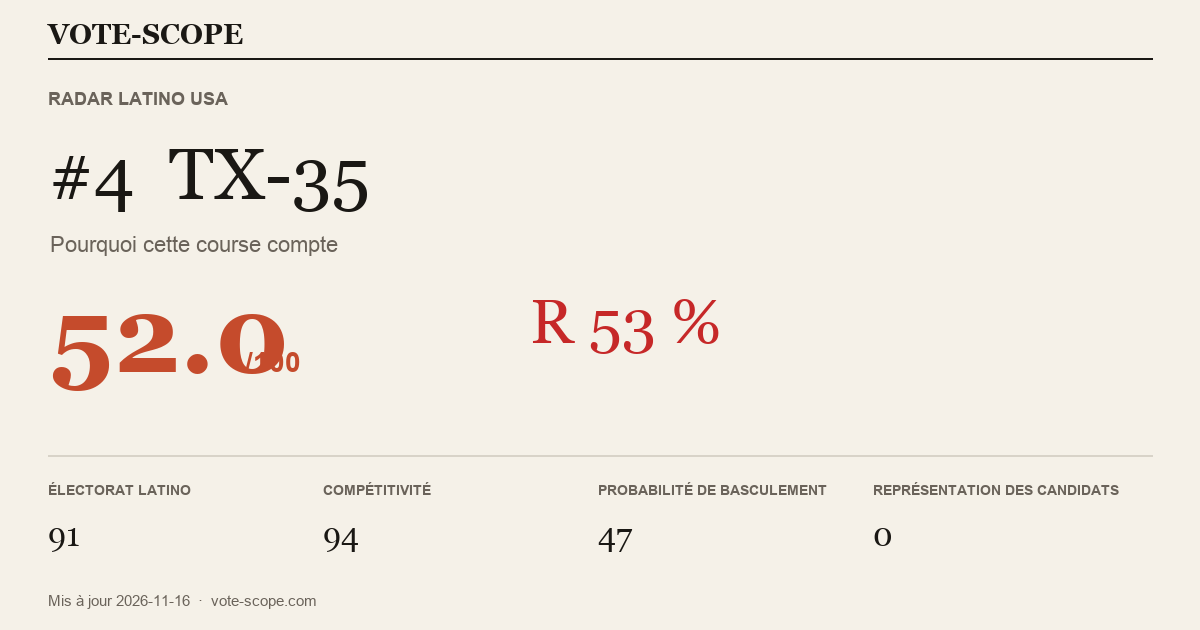 VOTE-SCOPE
RADAR LATINO USA
#4 TX-35
Pourquoi cette course compte
52.0 /100
R 53 %
ÉLECTORAT LATINO
91
COMPÉTITIVITÉ
94
PROBABILITÉ DE BASCULEMENT
47
REPRÉSENTATION DES CANDIDATS
0
Mis à jour 2026-11-16 · vote-scope.com